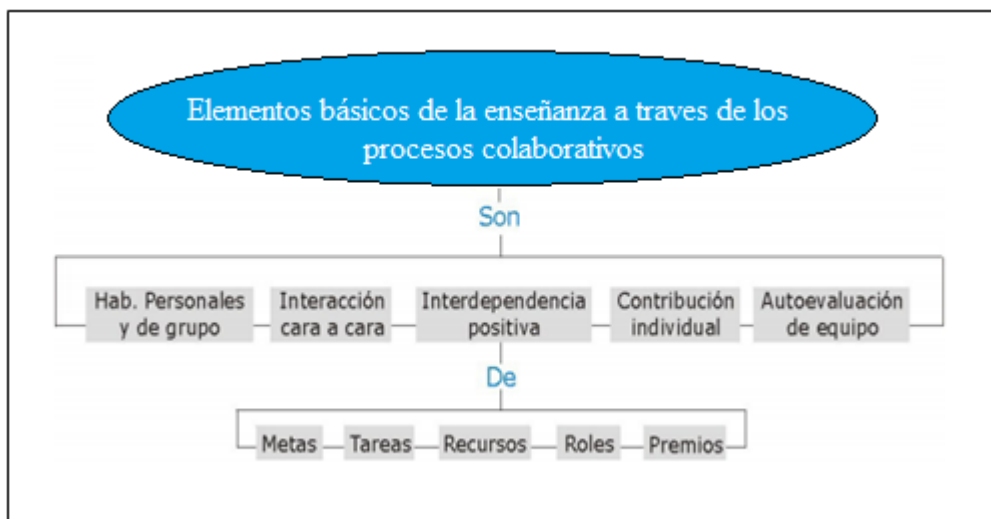 Elementos básicos de la enseñanza a traves de los
procesos colaborativos
Son
Hab. Personales
y de grupo
Interacción
cara a cara
Interdependencia
positiva
Contribución
individual
Autoevaluación
de equipo
De
Metas
Tareas
Recursos
Roles
Premios